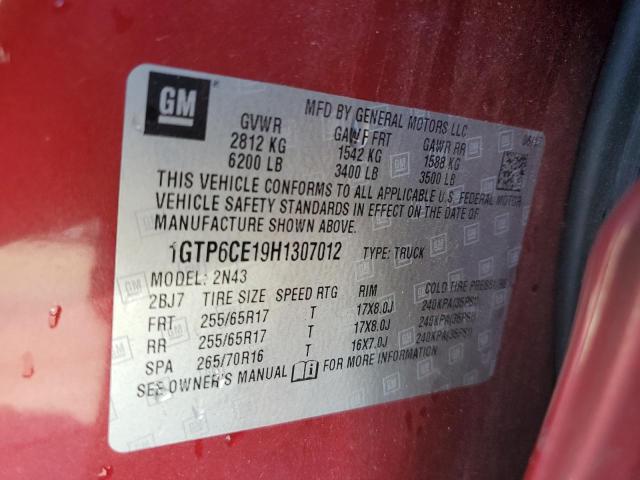 GM
MFD BY GENERAL MOTORS LLC
GVWR GAWR FRT GAWR RR
2812 KG 1542 KG 1588 KG
6200 LB 3400 LB 3500 LB
THIS VEHICLE CONFORMS TO ALL APPLICABLE U.S. FEDERAL MOTOR
VEHICLE SAFETY STANDARDS IN EFFECT ON THE DATE OF
MANUFACTURE SHOWN ABOVE.
1GTP6CE19H1307012 TYPE: TRUCK
MODEL: 2N43
2BJ7 TIRE SIZE SPEED RTG RIM COLD TIRE PRESSURE
FRT 255/65R17 T 17X8.0J 240KPA(35PSI)
RR 255/65R17 T 17X8.0J 240KPA(35PSI)
SPA 265/70R16 T 16X7.0J 240KPA(35PSI)
SEE OWNER'S MANUAL FOR MORE INFORMATION